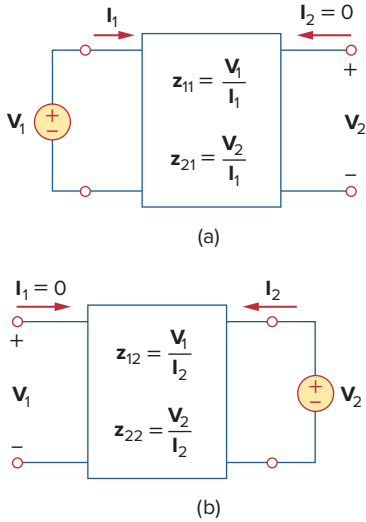 I₁ I₂ = 0
z₁₁ = V₁/I₁
+
V₁ + − V₂
z₂₁ = V₂/I₁
−
(a)
I₁ = 0 I₂
+
z₁₂ = V₁/I₂
V₁ + − V₂
z₂₂ = V₂/I₂
−
(b)